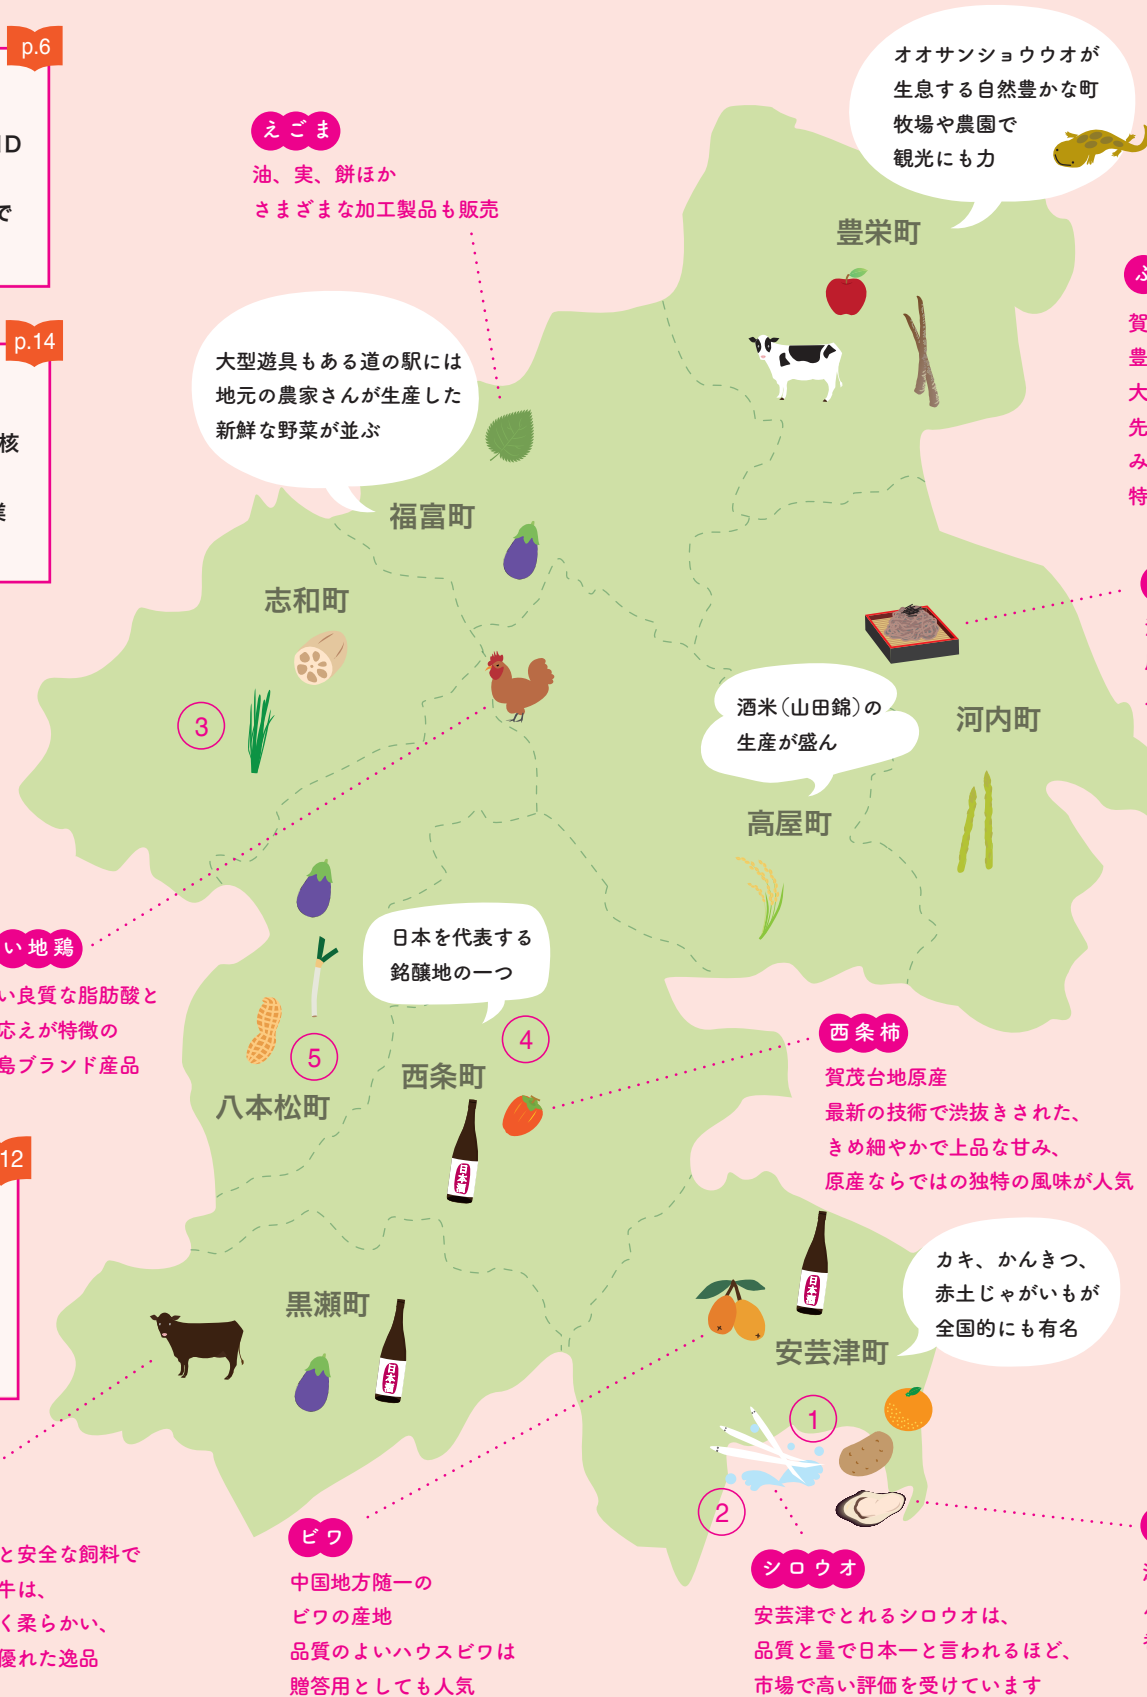 p.6
ND
で
p.14
核
業
えごま
油、実、餅ほか
さまざまな加工製品も販売
オオサンショウウオが
生息する自然豊かな町
牧場や農園で
観光にも力
豊栄町
大型遊具もある道の駅には
地元の農家さんが生産した
新鮮な野菜が並ぶ
福富町
志和町
3
賀
豊
大
先
み
特
酒米(山田錦)の
生産が盛ん
河内町
高屋町
い地鶏
い良質な脂肪酸と
応えが特徴の
島ブランド産品
日本を代表する
銘醸地の一つ
4
5
西条町
八本松町
日本酒
西条柿
賀茂台地原産
最新の技術で渋抜きされた、
きめ細やかで上品な甘み、
原産ならではの独特の風味が人気
12
黒瀬町
日本酒
日本酒
カキ、かんきつ、
赤土じゃがいもが
全国的にも有名
安芸津町
1
2
と安全な飼料で
牛は、
く柔らかい、
優れた逸品
ビワ
中国地方随一の
ビワの産地
品質のよいハウスビワは
贈答用としても人気
シロウオ
安芸津でとれるシロウオは、
品質と量で日本一と言われるほど、
市場で高い評価を受けています